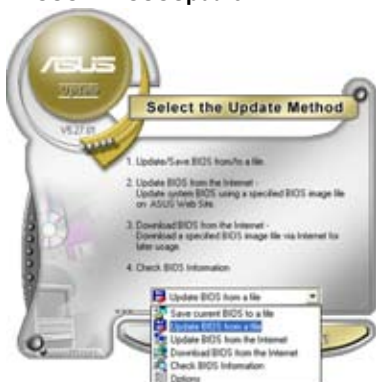 ASUS
Update
V5.27.01
Select the Update Method
1. Update/Save BIOS from/to a file
2. Update BIOS from the Internet -
Update system BIOS using a specified BIOS image file
on ASUS Web Site.
3. Download BIOS from the Internet -
Download a specified BIOS image file via Internet for
later usage.
4. Check BIOS Information
Update BIOS from a file
Save current BIOS to a file
Update BIOS from a file
Update BIOS from the Internet
Download BIOS from the Internet
Check BIOS Information
Options